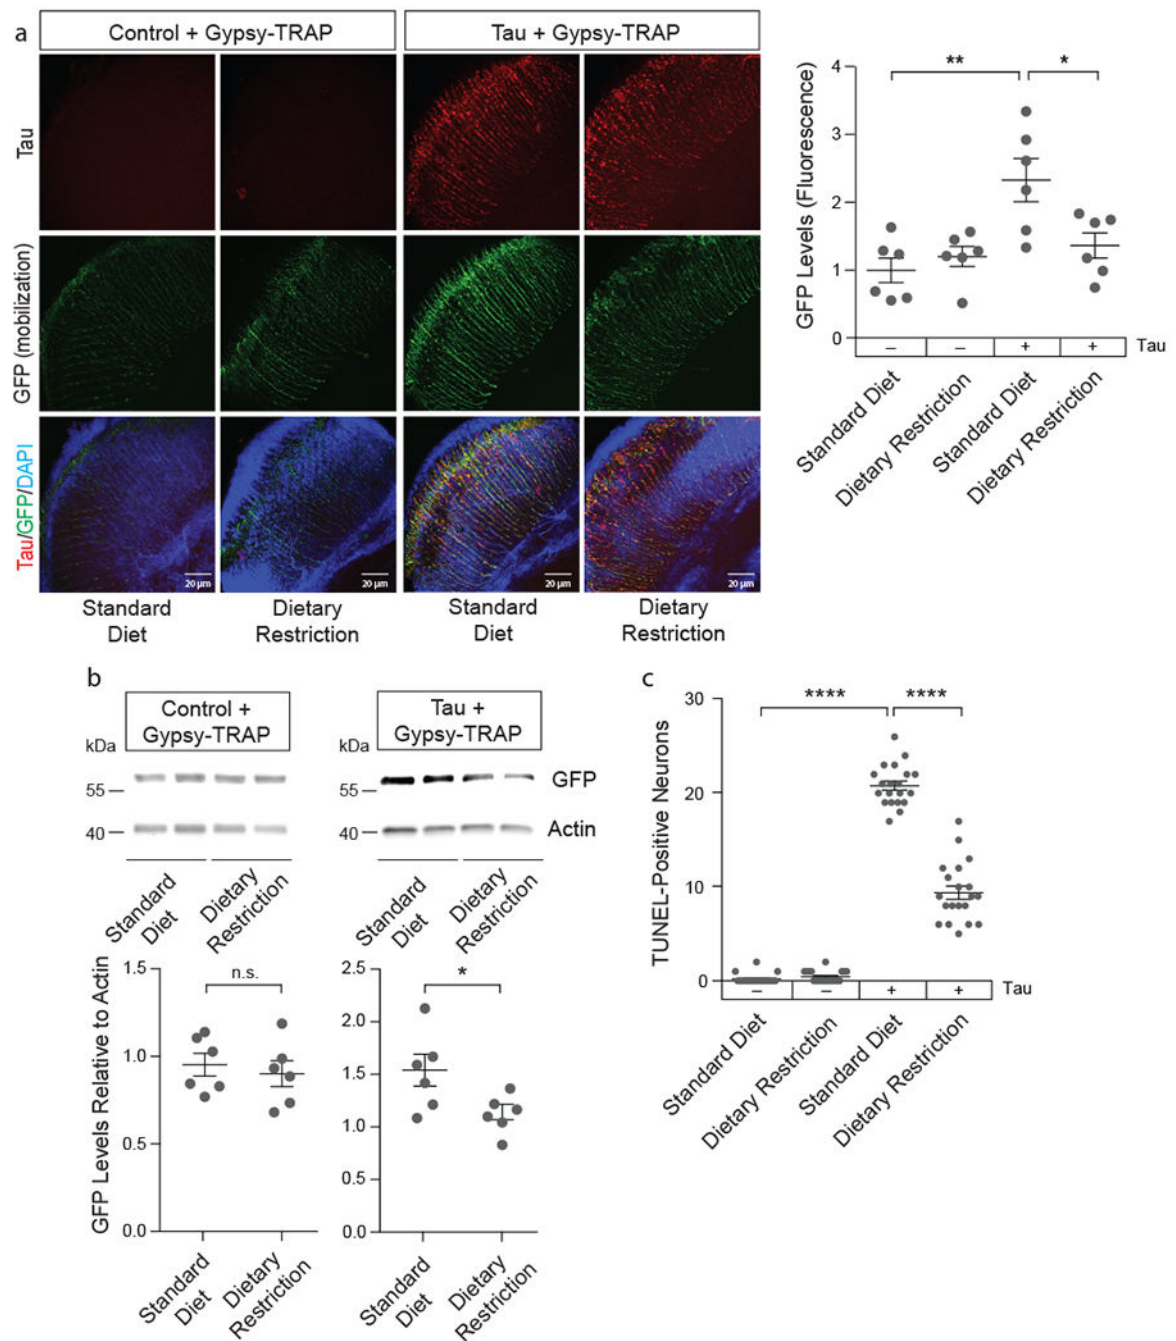 a
Control + Gypsy-TRAP
Tau + Gypsy-TRAP
Tau
GFP (mobilization)
Tau/GFP/DAPI
20 µm
20 µm
20 µm
20 µm
Standard
Diet
Dietary
Restriction
Standard
Diet
Dietary
Restriction
GFP Levels (Fluorescence)
4
3
2
1
0
**
*
– – + + Tau
Standard Diet
Dietary Restriction
Standard Diet
Dietary Restriction
b
Control +
Gypsy-TRAP
kDa
55
40
Tau +
Gypsy-TRAP
kDa
55
40
GFP
Actin
Standard
Diet
Dietary
Restriction
Standard
Diet
Dietary
Restriction
GFP Levels Relative to Actin
1.5
1.0
0.5
0.0
n.s.
Standard
Diet
Dietary
Restriction
2.5
2.0
1.5
1.0
0.5
0.0
*
Standard
Diet
Dietary
Restriction
c
TUNEL-Positive Neurons
30
20
10
0
****
****
– – + + Tau
Standard Diet
Dietary Restriction
Standard Diet
Dietary Restriction